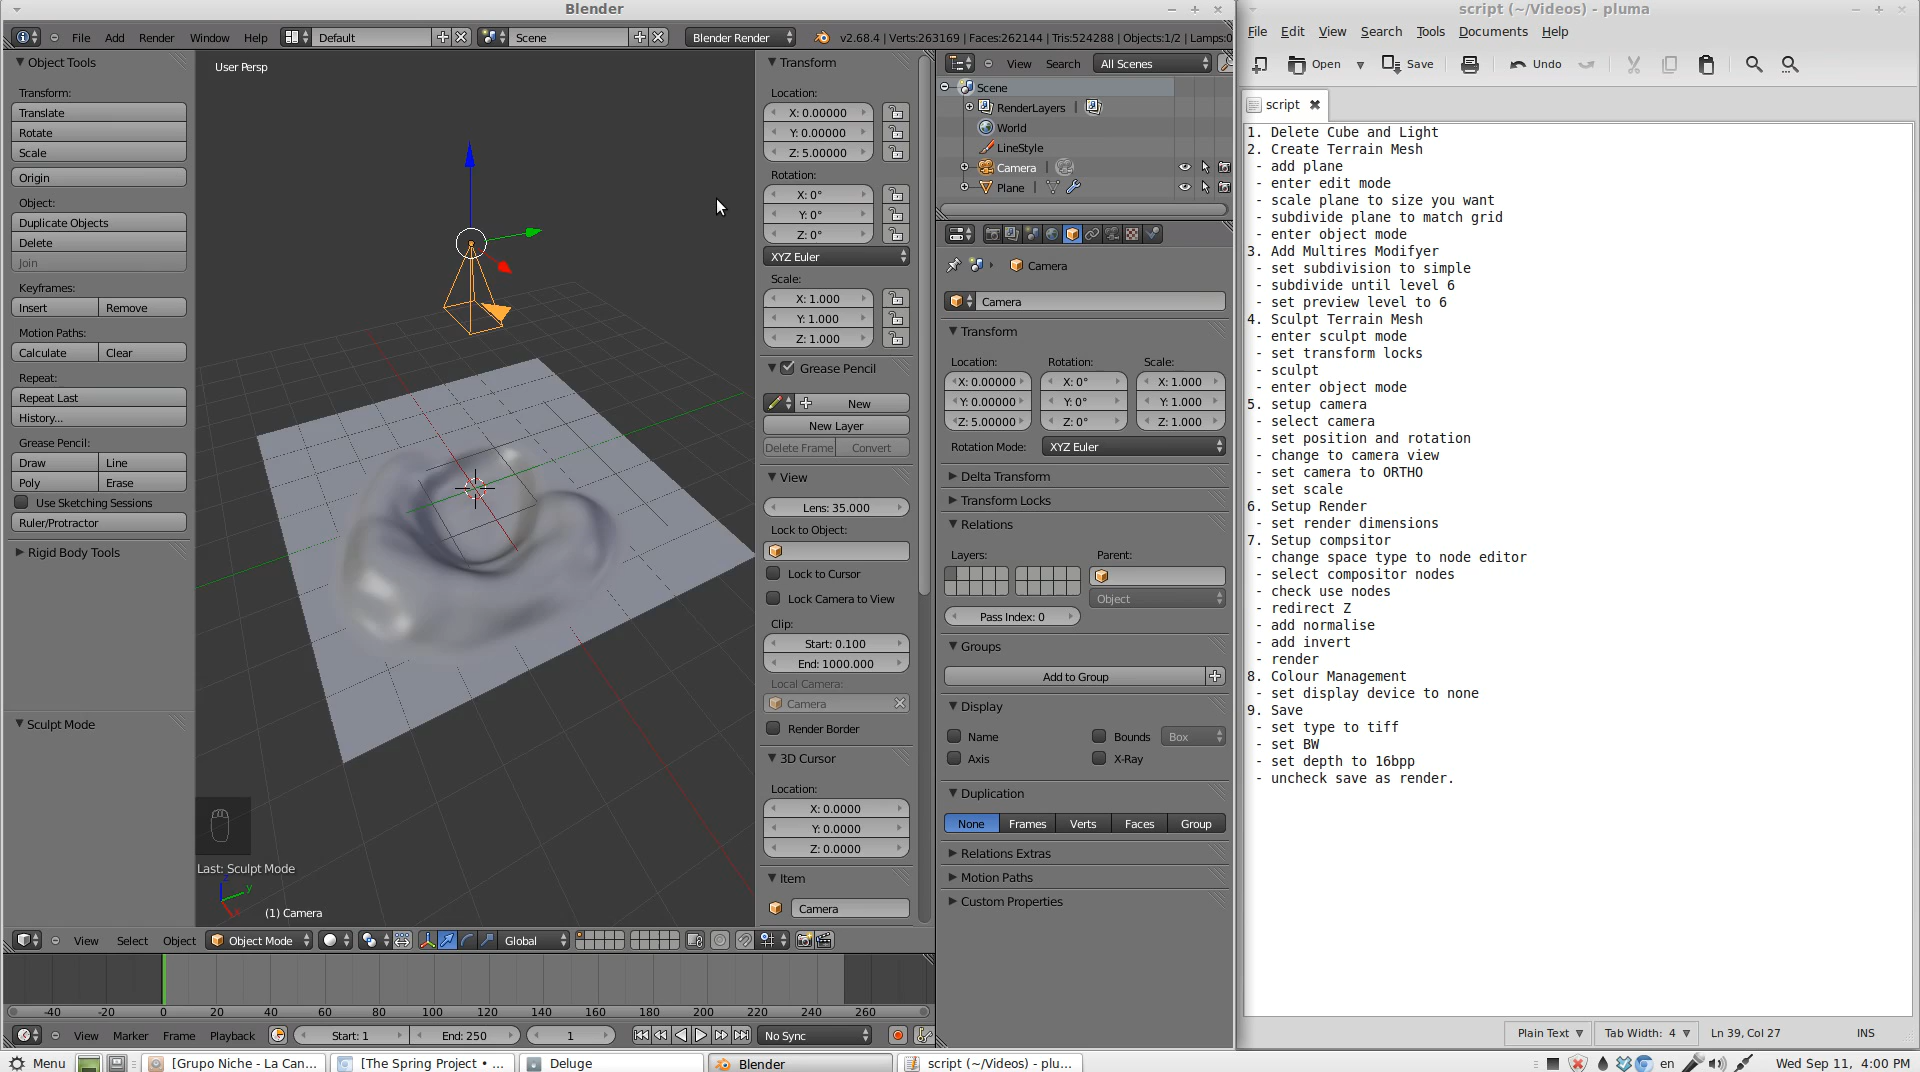 Blender
File Add Render Window Help Default Scene Blender Render v2.68.4 | Verts:263169 | Faces:262144 | Tris:524288 | Objects:1/2 | Lamps:0
Object Tools
Transform:
Translate
Rotate
Scale
Origin
Object:
Duplicate Objects
Delete
Join
Keyframes:
Insert Remove
Motion Paths:
Calculate Clear
Repeat:
Repeat Last
History...
Grease Pencil:
Draw Line
Poly Erase
Use Sketching Sessions
Ruler/Protractor
Rigid Body Tools
Sculpt Mode
User Persp
Last: Sculpt Mode
z
y
x
(1) Camera
Transform
Location:
X: 0.00000
Y: 0.00000
Z: 5.00000
Rotation:
X: 0°
Y: 0°
Z: 0°
XYZ Euler
Scale:
X: 1.000
Y: 1.000
Z: 1.000
Grease Pencil
New
New Layer
Delete Frame Convert
View
Lens: 35.000
Lock to Object:
Lock to Cursor
Lock Camera to View
Clip:
Start: 0.100
End: 1000.000
Local Camera:
Camera
Render Border
3D Cursor
Location:
X: 0.0000
Y: 0.0000
Z: 0.0000
Item
Camera
View Search All Scenes
Scene
RenderLayers
World
LineStyle
Camera
Plane
Camera
Camera
Transform
Location: Rotation: Scale:
X: 0.00000 X: 0° X: 1.000
Y: 0.00000 Y: 0° Y: 1.000
Z: 5.00000 Z: 0° Z: 1.000
Rotation Mode: XYZ Euler
Delta Transform
Transform Locks
Relations
Layers: Parent:
Object
Pass Index: 0
Groups
Add to Group
Display
Name Bounds Box
Axis X-Ray
Duplication
None Frames Verts Faces Group
Relations Extras
Motion Paths
Custom Properties
View Select Object Object Mode Global
-40 -20 0 20 40 60 80 100 120 140 160 180 200 220 240 260
View Marker Frame Playback Start: 1 End: 250 1 No Sync
script (~/Videos) - pluma
File Edit View Search Tools Documents Help
Open Save Undo
script
1. Delete Cube and Light
2. Create Terrain Mesh
- add plane
- enter edit mode
- scale plane to size you want
- subdivide plane to match grid
- enter object mode
3. Add Multires Modifyer
- set subdivision to simple
- subdivide until level 6
- set preview level to 6
4. Sculpt Terrain Mesh
- enter sculpt mode
- set transform locks
- sculpt
- enter object mode
5. setup camera
- select camera
- set position and rotation
- change to camera view
- set camera to ORTHO
- set scale
6. Setup Render
- set render dimensions
7. Setup compsitor
- change space type to node editor
- select compositor nodes
- check use nodes
- redirect Z
- add normalise
- add invert
- render
8. Colour Management
- set display device to none
9. Save
- set type to tiff
- set BW
- set depth to 16bpp
- uncheck save as render.
Plain Text Tab Width: 4 Ln 39, Col 27 INS
Menu [Grupo Niche - La Can... [The Spring Project • ... Deluge Blender script (~/Videos) - plu... en Wed Sep 11, 4:00 PM